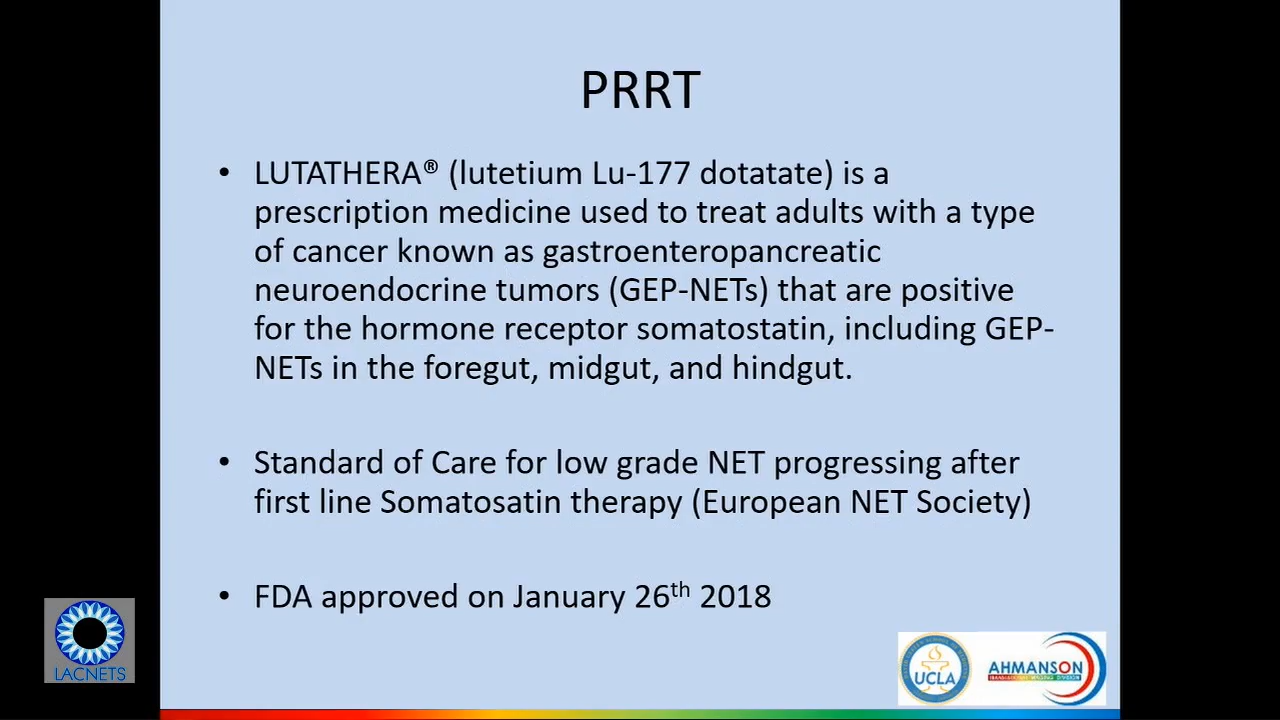 PRRT
• LUTATHERA® (lutetium Lu-177 dotatate) is a
prescription medicine used to treat adults with a type
of cancer known as gastroenteropancreatic
neuroendocrine tumors (GEP-NETs) that are positive
for the hormone receptor somatostatin, including GEP-
NETs in the foregut, midgut, and hindgut.
• Standard of Care for low grade NET progressing after
first line Somatosatin therapy (European NET Society)
• FDA approved on January 26th 2018
LACNETS
UCLA
AHMANSON